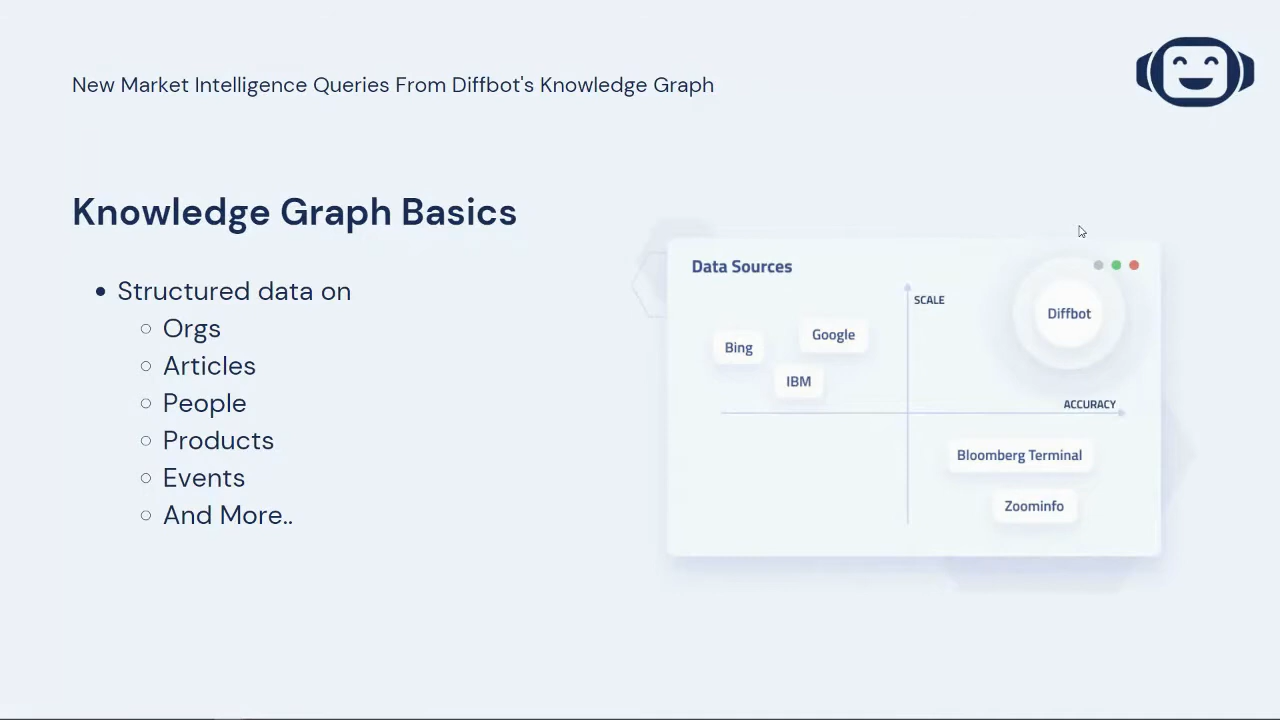 New Market Intelligence Queries From Diffbot's Knowledge Graph
Knowledge Graph Basics
Structured data on
Orgs
Articles
People
Products
Events
And More..
Data Sources
SCALE
Diffbot
Google
Bing
IBM
ACCURACY
Bloomberg Terminal
Zoominfo